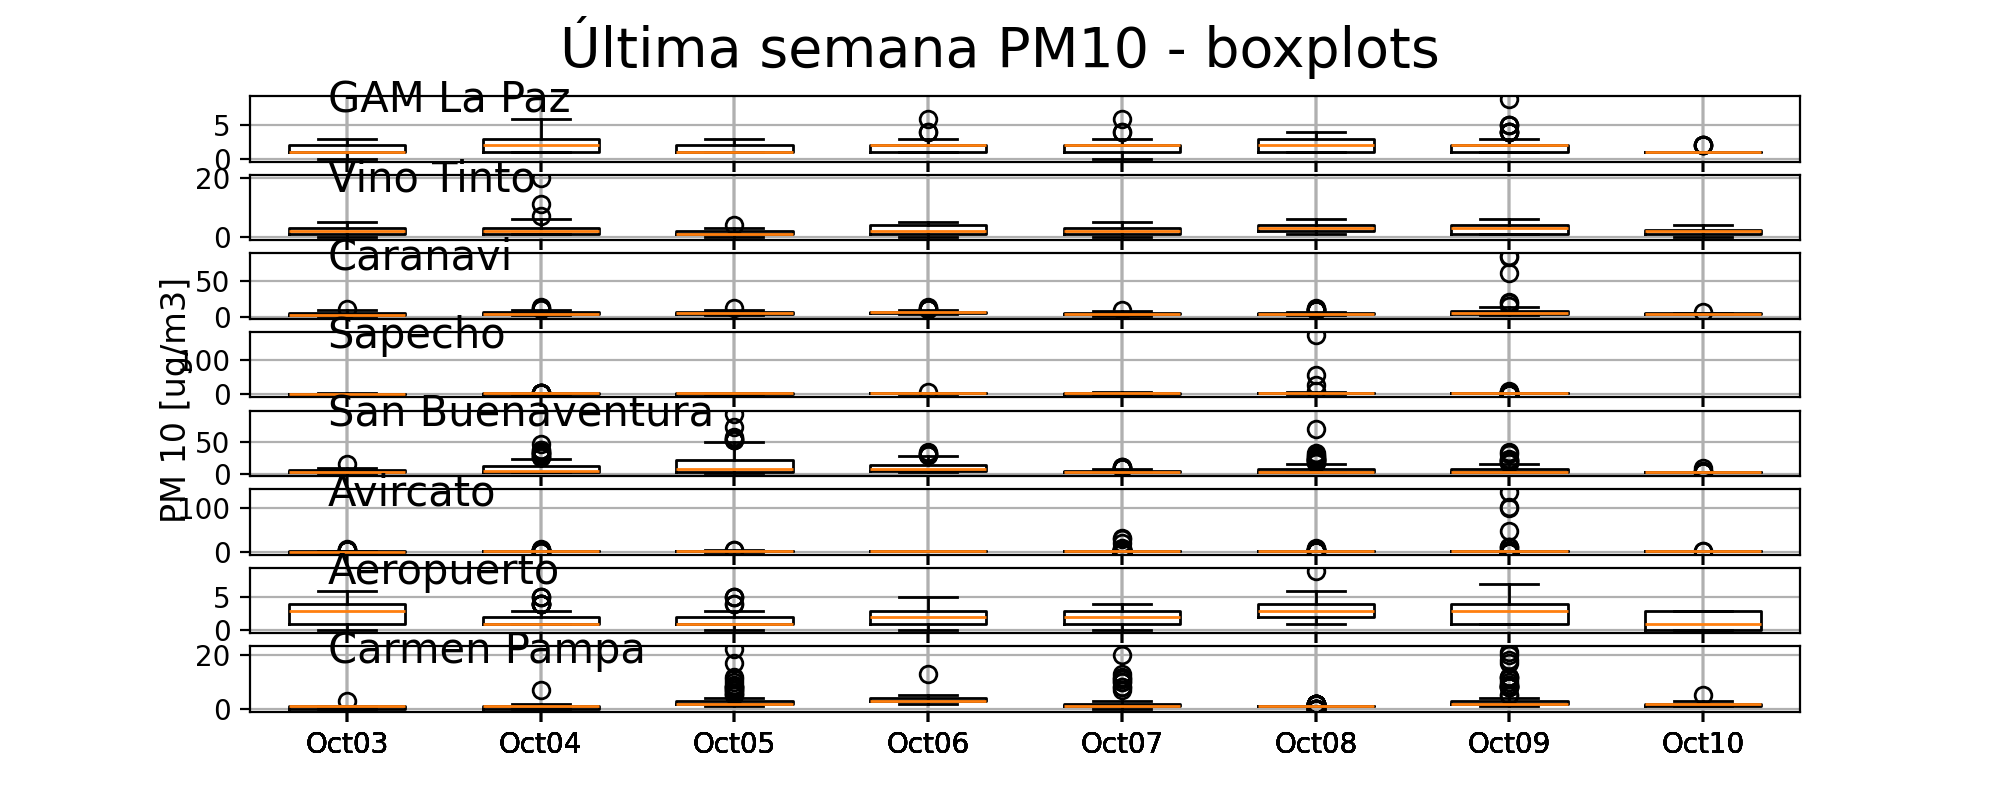 Última semana PM10 - boxplots
GAM La Paz
5
0
Vino Tinto
20
0
Caranavi
50
0
Sapecho
100
0
San Buenaventura
50
0
Avircato
100
0
Aeropuerto
5
0
Carmen Pampa
20
0
PM 10 [ug/m3]
Oct03 Oct04 Oct05 Oct06 Oct07 Oct08 Oct09 Oct10